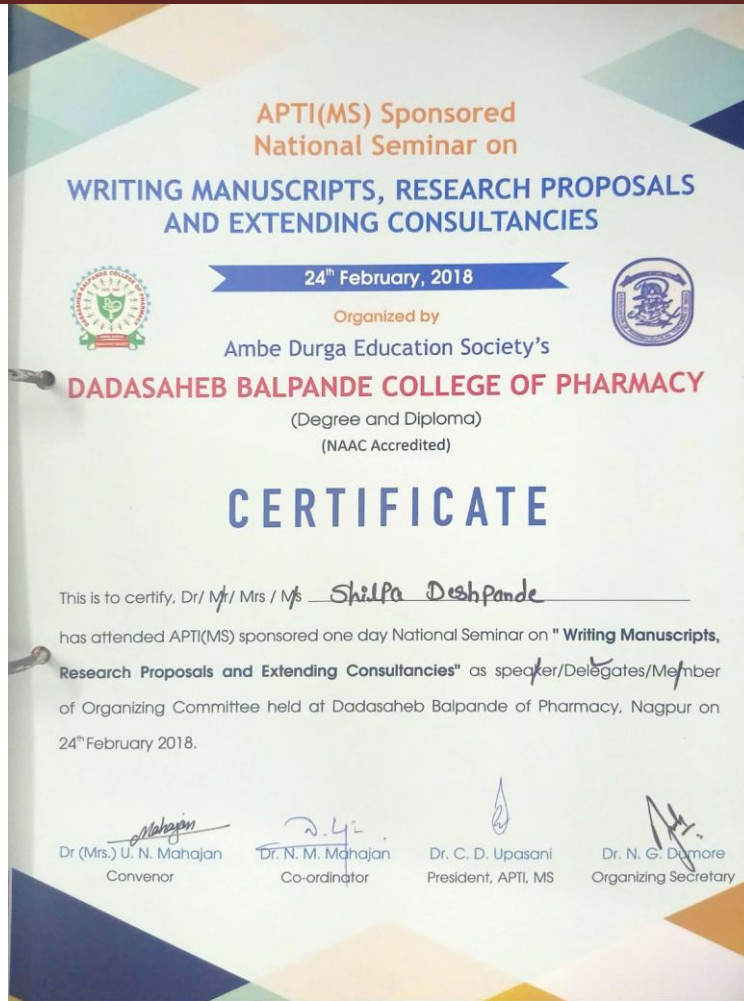 APTI(MS) Sponsored
National Seminar on
WRITING MANUSCRIPTS, RESEARCH PROPOSALS
AND EXTENDING CONSULTANCIES
24th February, 2018
Organized by
Ambe Durga Education Society's
DADASAHEB BALPANDE COLLEGE OF PHARMACY
(Degree and Diploma)
(NAAC Accredited)
CERTIFICATE
This is to certify, Dr/ Mr/ Mrs / Ms Shilpa Deshpande
has attended APTI(MS) sponsored one day National Seminar on " Writing Manuscripts,
Research Proposals and Extending Consultancies" as speaker/Delegates/Member
of Organizing Committee held at Dadasaheb Balpande of Pharmacy, Nagpur on
24th February 2018.
Mahajan
Dr (Mrs.) U. N. Mahajan Dr. N. M. Mahajan Dr. C. D. Upasani Dr. N. G. Dumore
Convenor Co-ordinator President, APTI, MS Organizing Secretary